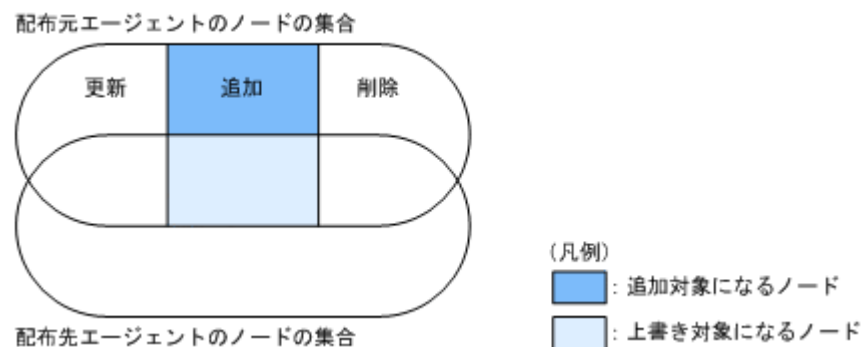 配布元エージェントのノードの集合
更新 追加 削除
(凡例)
: 追加対象になるノード
: 上書き対象になるノード
配布先エージェントのノードの集合